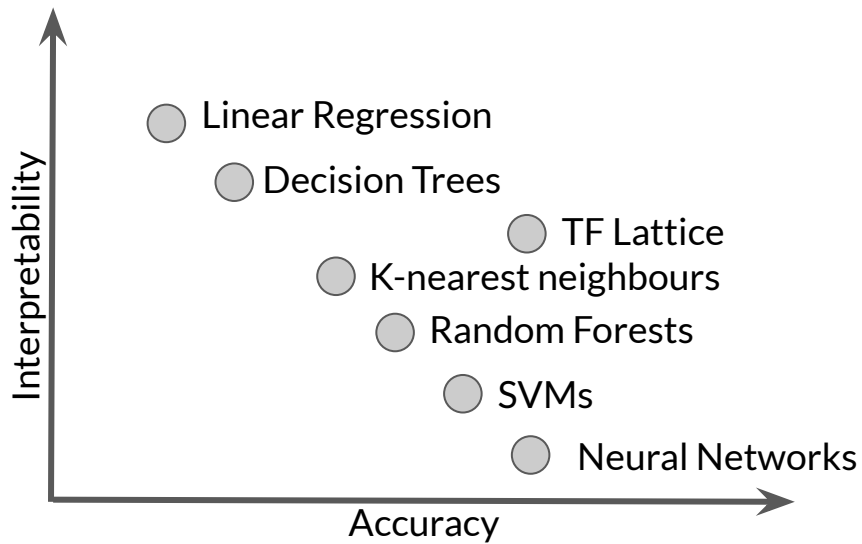 Interpretability
Linear Regression
Decision Trees
TF Lattice
K-nearest neighbours
Random Forests
SVMs
Neural Networks
Accuracy